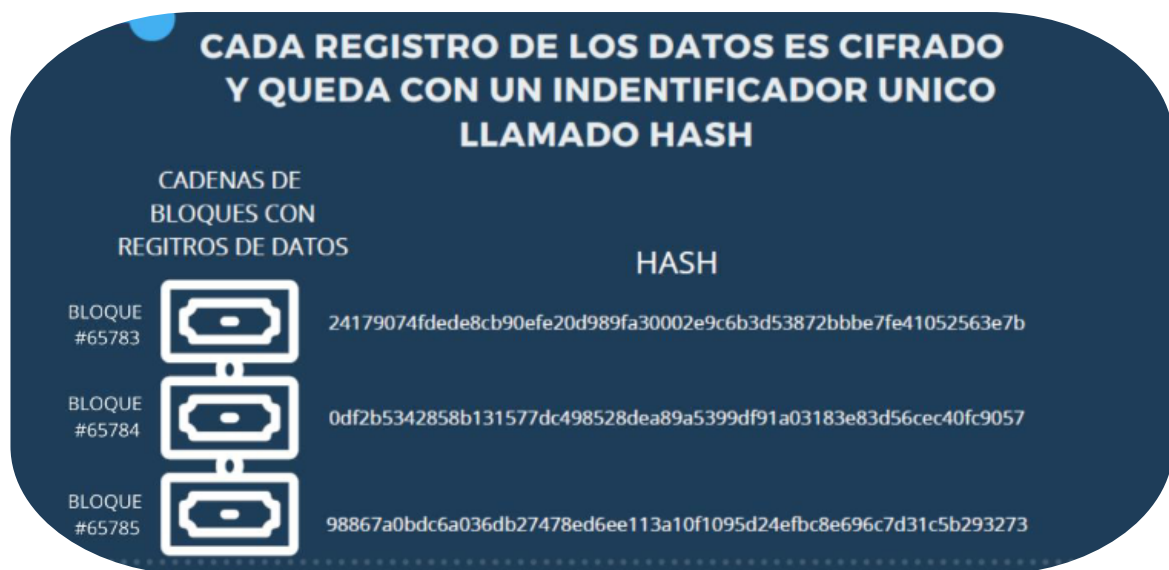 CADA REGISTRO DE LOS DATOS ES CIFRADO
Y QUEDA CON UN INDENTIFICADOR UNICO
LLAMADO HASH
CADENAS DE
BLOQUES CON
REGITROS DE DATOS
HASH
BLOQUE
#65783
24179074fdede8cb90efe20d989fa30002e9c6b3d53872bbbe7fe41052563e7b
BLOQUE
#65784
0df2b5342858b131577dc498528dea89a5399df91a03183e83d56cec40fc9057
BLOQUE
#65785
98867a0bdc6a036db27478ed6ee113a10f1095d24efbc8e696c7d31c5b293273